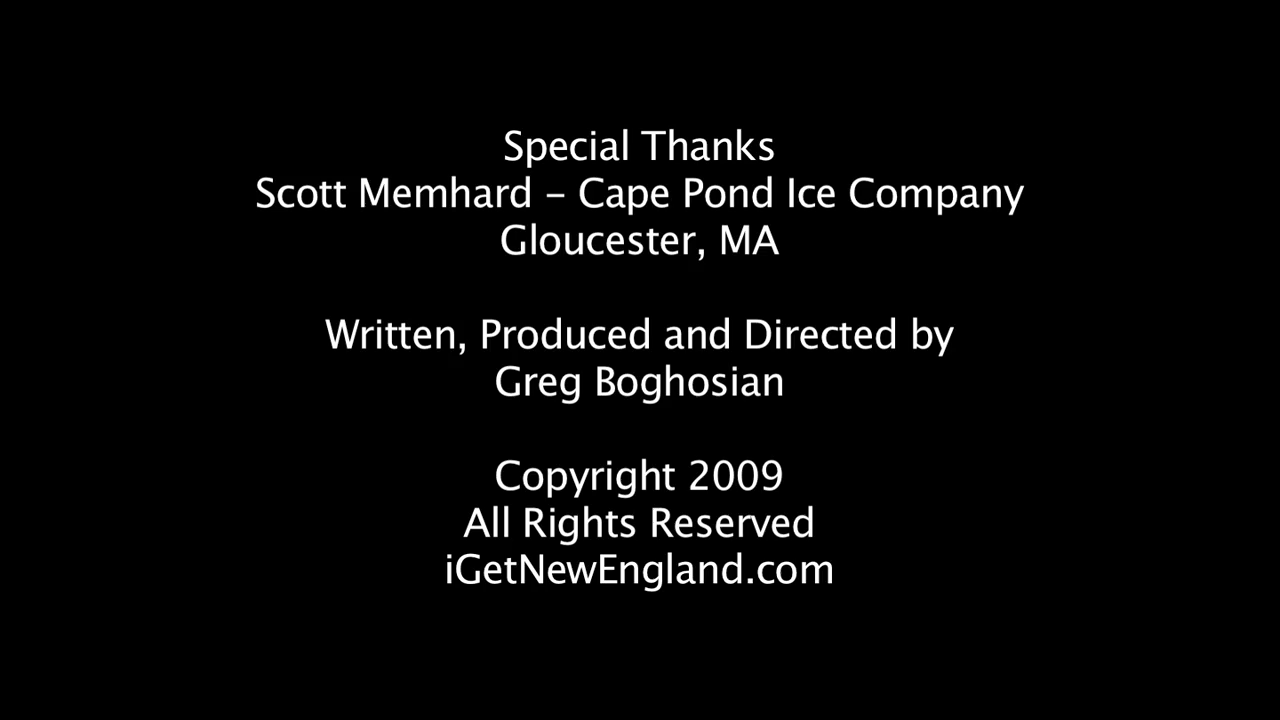 Special Thanks
Scott Memhard - Cape Pond Ice Company
Gloucester, MA
Written, Produced and Directed by
Greg Boghosian
Copyright 2009
All Rights Reserved
iGetNewEngland.com